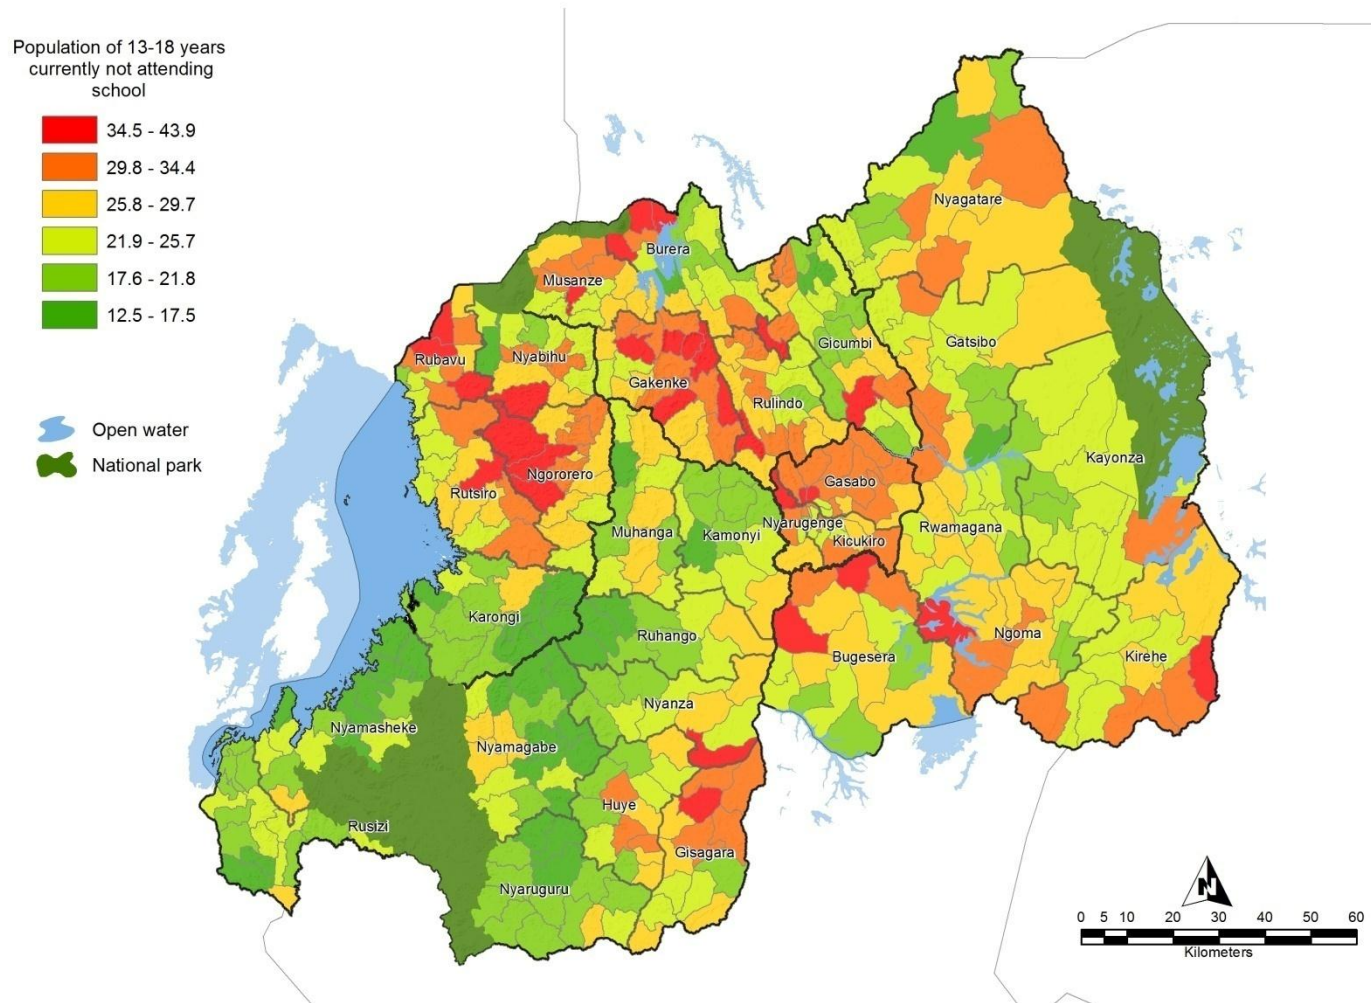 Population of 13-18 years
currently not attending
school
34.5 - 43.9
29.8 - 34.4
25.8 - 29.7
21.9 - 25.7
17.6 - 21.8
12.5 - 17.5
Open water
National park
Nyagatare
Burera
Musanze
Gicumbi
Gatsibo
Rubavu
Nyabihu
Gakenke
Rulindo
Kayonza
Ngororero
Gasabo
Rutsiro
Nyarugenge
Rwamagana
Muhanga
Kamonyi
Kicukiro
Karongi
Ruhango
Ngoma
Bugesera
Kirehe
Nyanza
Nyamasheke
Nyamagabe
Huye
Rusizi
Gisagara
Nyaruguru
N
0 5 10 20 30 40 50 60
Kilometers